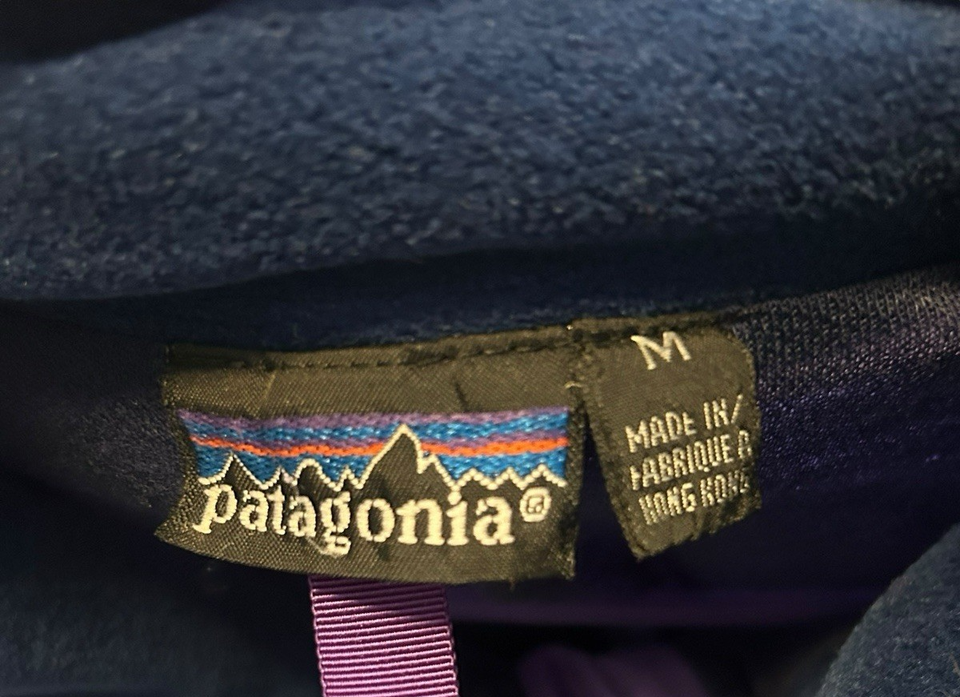 patagonia®
M
MADE IN/
FABRIQUE
HONG KONG